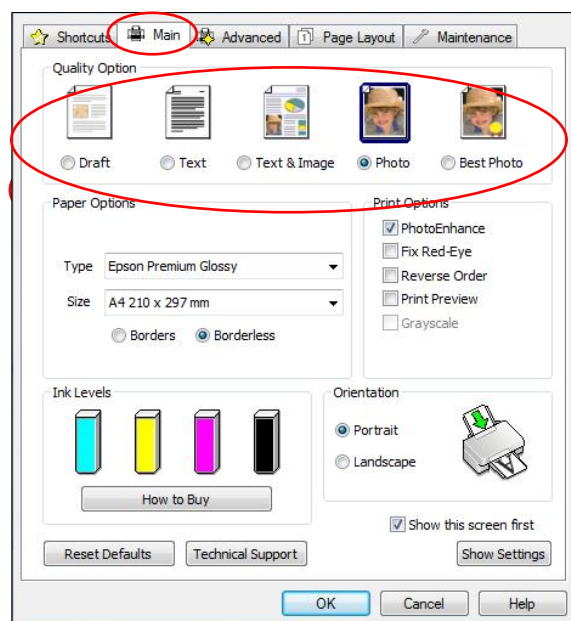 Shortcuts Main Advanced Page Layout Maintenance
Quality Option
Draft Text Text & Image Photo Best Photo
Paper Options
Type Epson Premium Glossy
Size A4 210 x 297 mm
Borders Borderless
Print Options
PhotoEnhance
Fix Red-Eye
Reverse Order
Print Preview
Grayscale
Ink Levels
How to Buy
Orientation
Portrait
Landscape
Show this screen first
Reset Defaults Technical Support Show Settings
OK Cancel Help